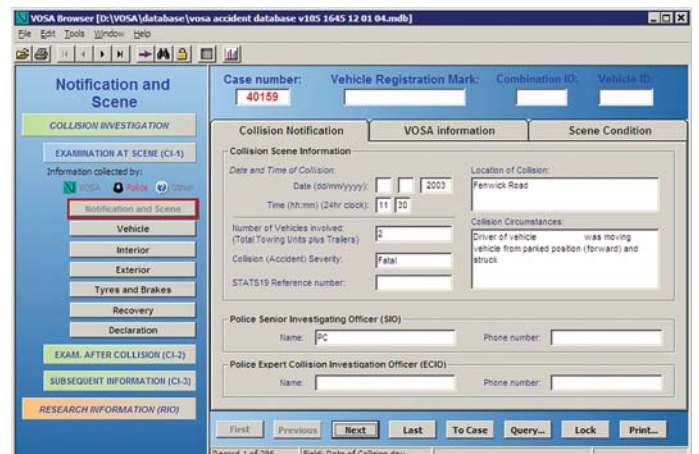 VOSA Browser [D:\VOSA\database\vosa accident database v105 1645 12 01 04.mdb]
File Edit Tools Window Help
Notification and
Scene
COLLISION INVESTIGATION
EXAMINATION AT SCENE (CI-1)
Information collected by:
VOSA Police Other
Notification and Scene
Vehicle
Interior
Exterior
Tyres and Brakes
Recovery
Declaration
EXAM. AFTER COLLISION (CI-2)
SUBSEQUENT INFORMATION (CI-3)
RESEARCH INFORMATION (RIO)
Case number: Vehicle Registration Mark: Combination ID: Vehicle ID:
40159
Collision Notification VOSA information Scene Condition
Collision Scene Information
Date and Time of Collision:
Date (dd/mm/yyyy): 2003
Time (hh:mm) (24hr clock): 11 30
Number of Vehicles involved:
(Total Towing Units plus Trailers) 2
Collision (Accident) Severity: Fatal
STATS19 Reference number:
Location of Collision:
Fenwick Road
Collision Circumstances:
Driver of vehicle was moving
vehicle from parked position (forward) and
struck
Police Senior Investigating Officer (SIO)
Name: PC Phone number:
Police Expert Collision Investigation Officer (ECIO)
Name: Phone number:
First Previous Next Last To Case Query... Lock Print...
Record 1 of 296 Field: Date of Collision day